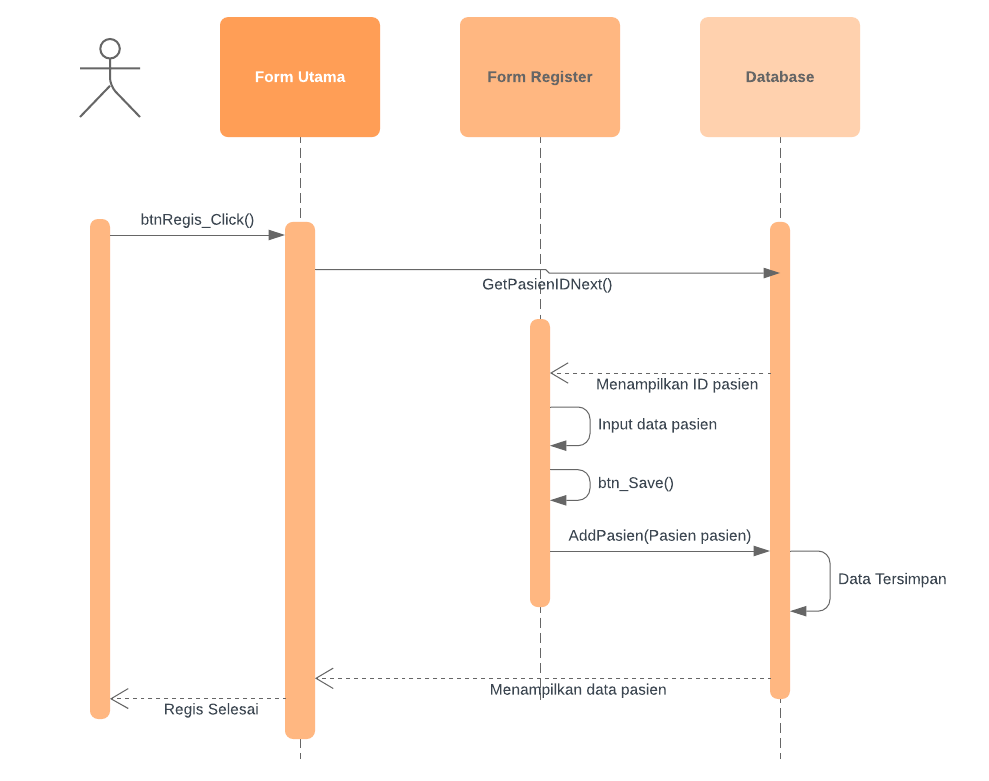 Form Utama
Form Register
Database
btnRegis_Click()
GetPasienIDNext()
Menampilkan ID pasien
Input data pasien
btn_Save()
AddPasien(Pasien pasien)
Data Tersimpan
Menampilkan data pasien
Regis Selesai